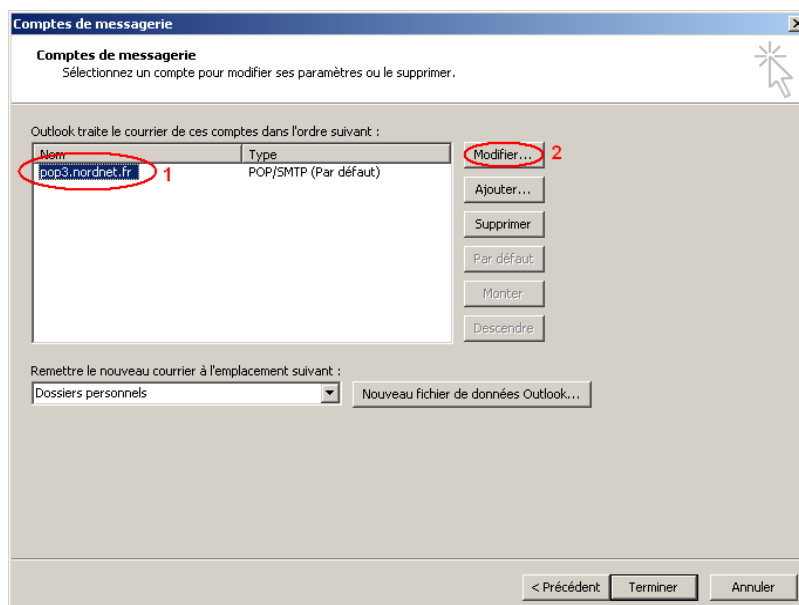 Comptes de messagerie
Comptes de messagerie
Sélectionnez un compte pour modifier ses paramètres ou le supprimer.
Outlook traite le courrier de ces comptes dans l'ordre suivant :
Nom Type
pop3.nordnet.fr 1 POP/SMTP (Par défaut)
Modifier... 2
Ajouter...
Supprimer
Par défaut
Monter
Descendre
Remettre le nouveau courrier à l'emplacement suivant :
Dossiers personnels Nouveau fichier de données Outlook...
< Précédent Terminer Annuler